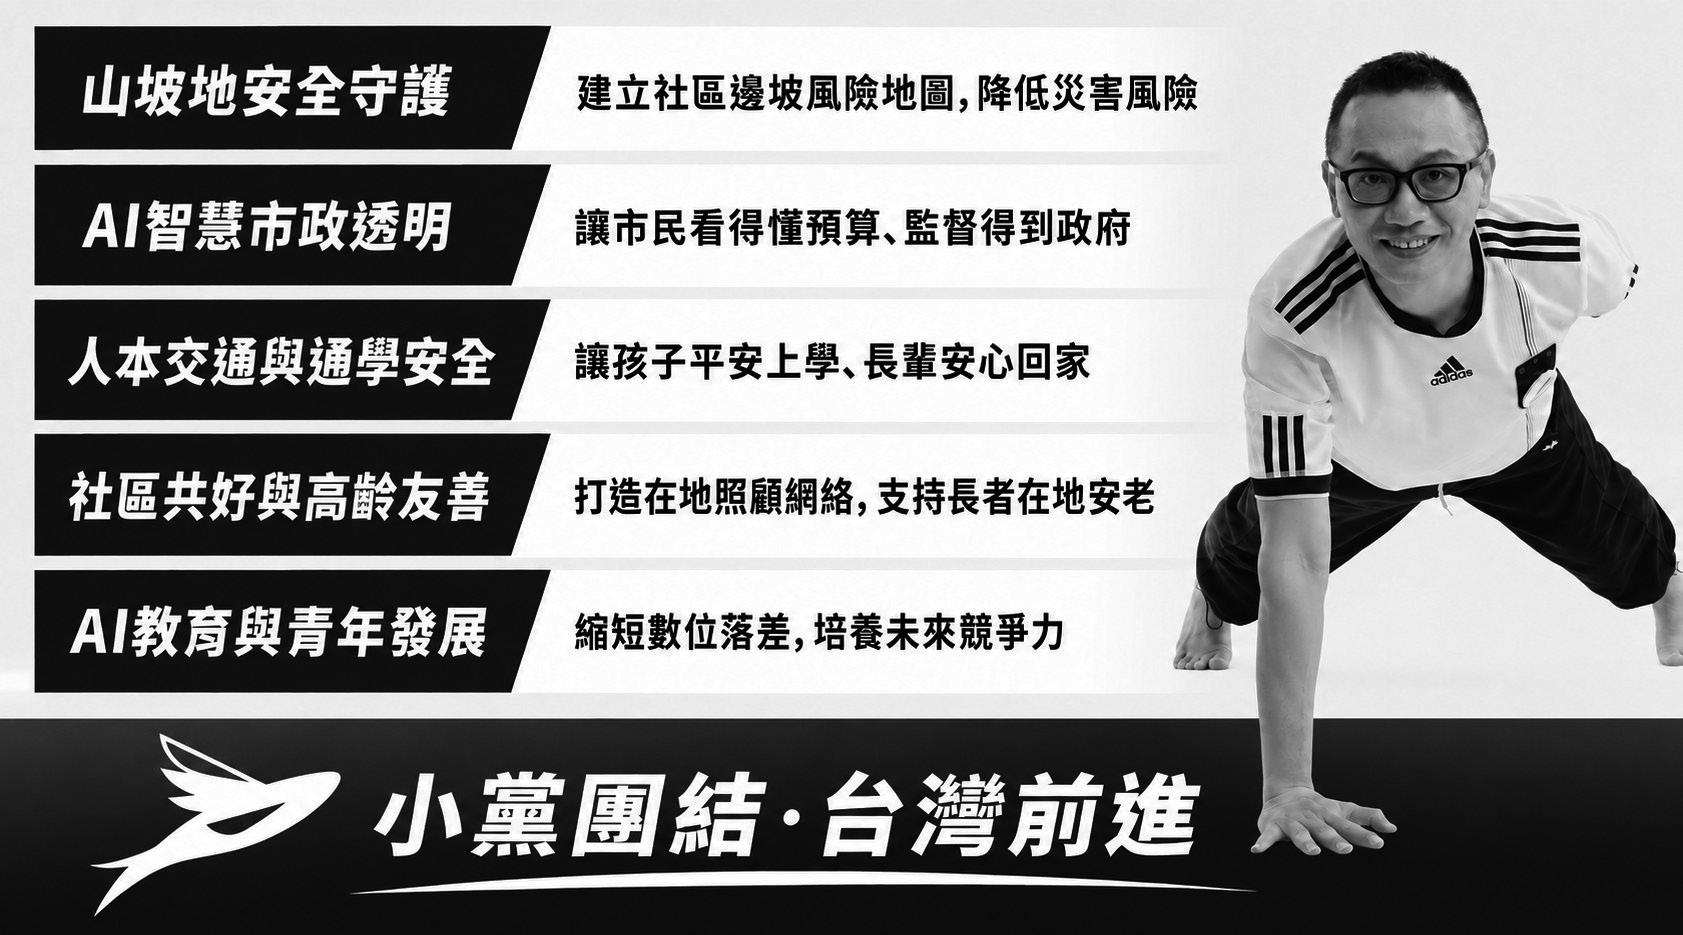 山坡地安全守護
建立社區邊坡風險地圖,降低災害風險
AI智慧市政透明
讓市民看得懂預算、監督得到政府
人本交通與通學安全
讓孩子平安上學、長輩安心回家
社區共好與高齡友善
打造在地照顧網絡,支持長者在地安老
AI教育與青年發展
縮短數位落差,培養未來競爭力
adidas
小黨團結·台灣前進